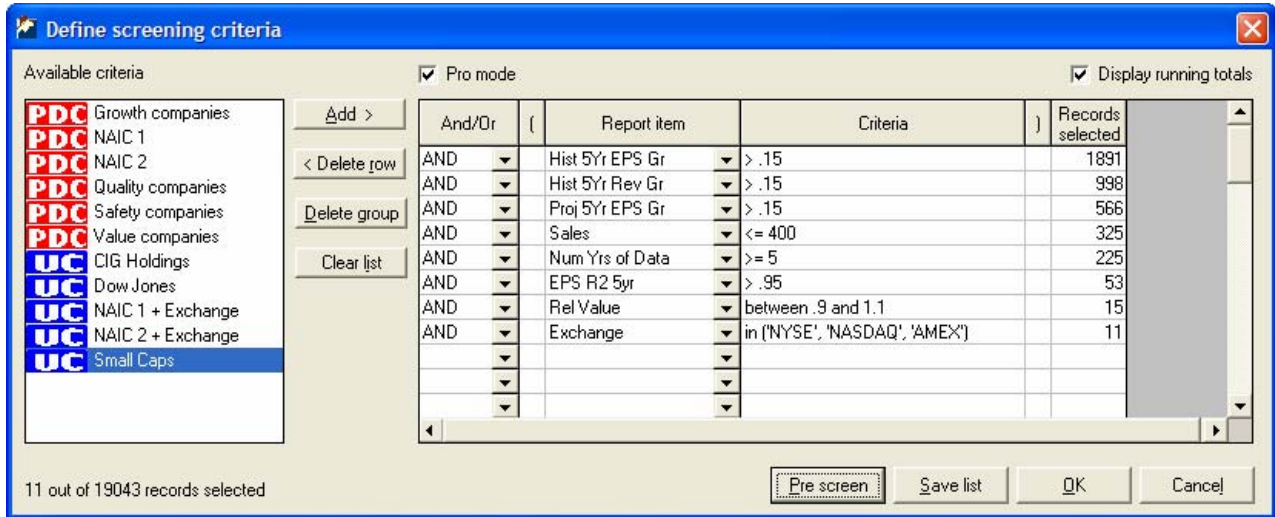 Define screening criteria
Available criteria
Pro mode
Display running totals
PDC Growth companies
PDC NAIC 1
PDC NAIC 2
PDC Quality companies
PDC Safety companies
PDC Value companies
UC CIG Holdings
UC Dow Jones
UC NAIC 1 + Exchange
UC NAIC 2 + Exchange
UC Small Caps
Add >
< Delete row
Delete group
Clear list
And/Or ( Report item Criteria ) Records selected
AND Hist 5Yr EPS Gr > .15 1891
AND Hist 5Yr Rev Gr > .15 998
AND Proj 5Yr EPS Gr > .15 566
AND Sales <= 400 325
AND Num Yrs of Data >= 5 225
AND EPS R2 5yr > .95 53
AND Rel Value between .9 and 1.1 15
AND Exchange in ('NYSE', 'NASDAQ', 'AMEX') 11
11 out of 19043 records selected
Pre screen
Save list
OK
Cancel